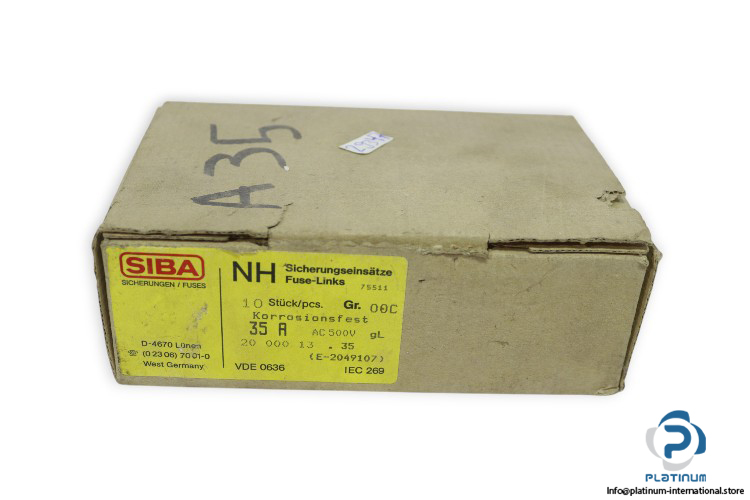 A35
SIBA
SICHERUNGEN / FUSES
D-4670 Lünen
☎ (0 23 06) 70 01-0
West Germany
NH Sicherungseinsätze
Fuse-Links
75511
10 Stück/pcs. Gr. 00C
Korrosionsfest
35 A AC 500V gL
20 000 13 . 35
(E-2049107)
VDE 0636 IEC 269
PLATINUM
Info@platinum-international.store